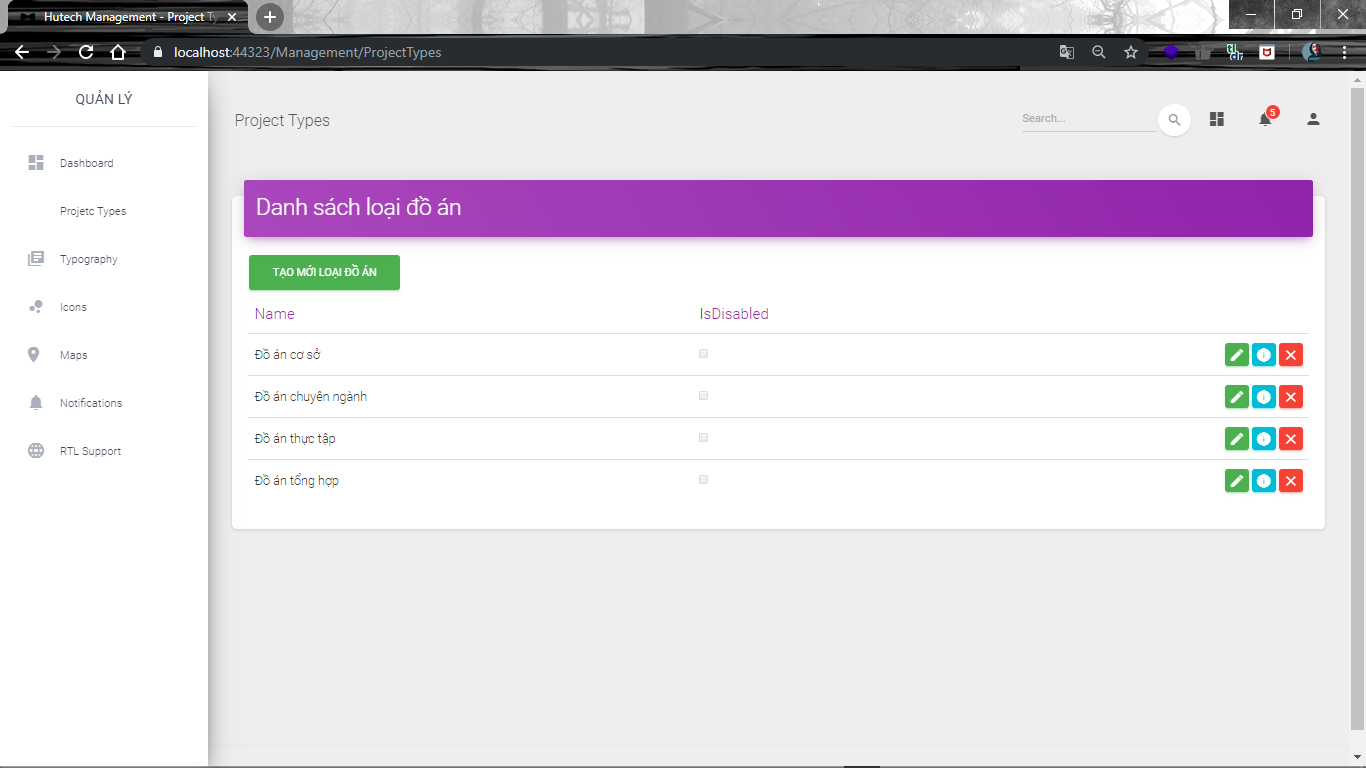 Hutech Management - Project T
localhost:44323/Management/ProjectTypes
QUẢN LÝ
Dashboard
Projetc Types
Typography
Icons
Maps
Notifications
RTL Support
Project Types
Search...
5
Danh sách loại đồ án
TẠO MỚI LOẠI ĐỒ ÁN
Name IsDisabled
Đồ án cơ sở
Đồ án chuyên ngành
Đồ án thực tập
Đồ án tổng hợp